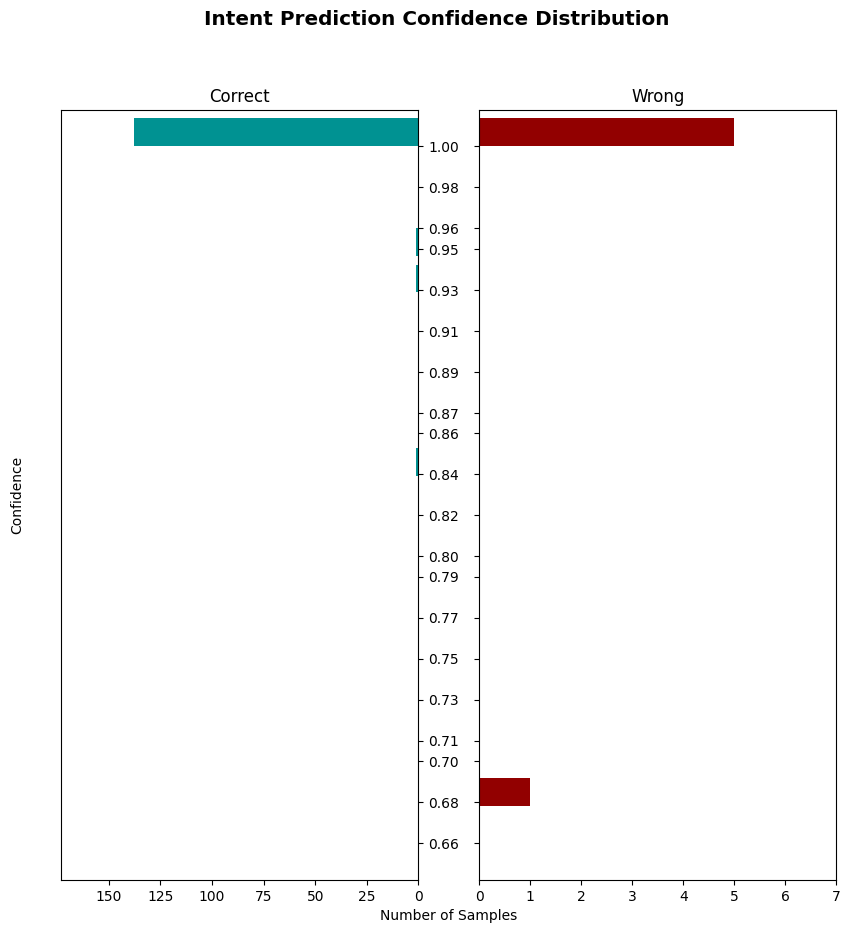 Intent Prediction Confidence Distribution
Correct
Wrong
1.00
0.98
0.96
0.95
0.93
0.91
0.89
0.87
0.86
0.84
0.82
0.80
0.79
0.77
0.75
0.73
0.71
0.70
0.68
0.66
Confidence
150 125 100 75 50 25 0
0 1 2 3 4 5 6 7
Number of Samples